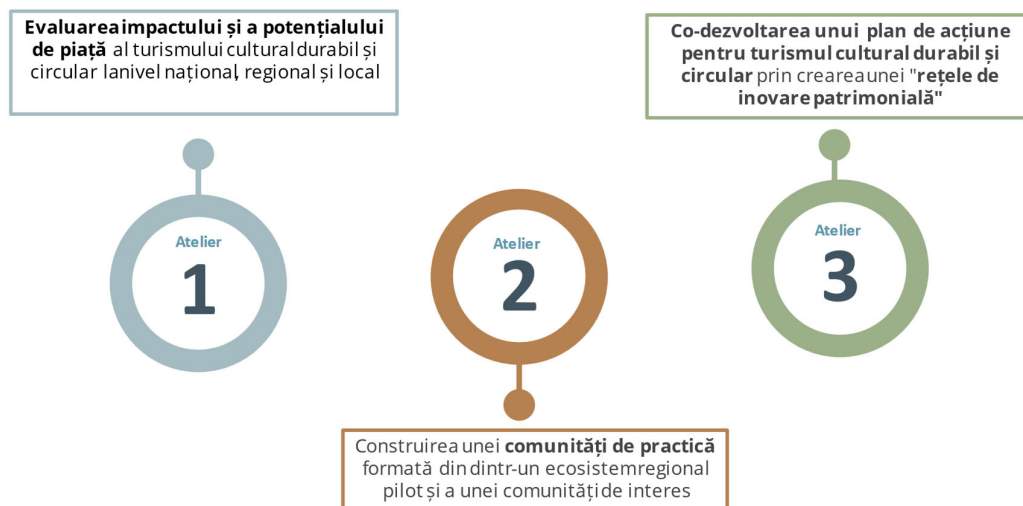 Evaluarea impactului și a potențialului
de piață al turismului cultural durabil și
circular lanivel național, regional și local
Co-dezvoltarea unui plan de acțiune
pentru turismul cultural durabil și
circular prin crearea unei "rețele de
inovare patrimonială"
Atelier
1
Atelier
2
Atelier
3
Construirea unei comunități de practică
formată din dintr-un ecosistem regional
pilot și a unei comunități de interes